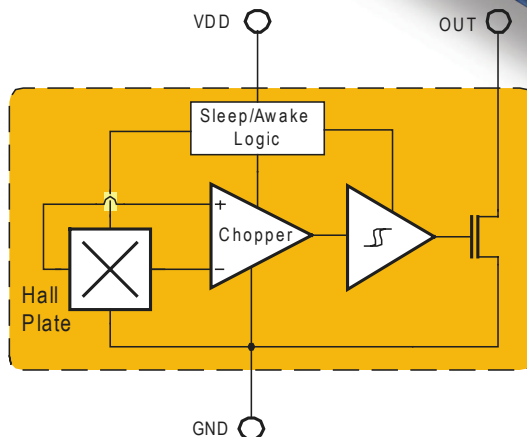 VDD
OUT
Sleep/Awake
Logic
+
Chopper
−
Hall
Plate
GND